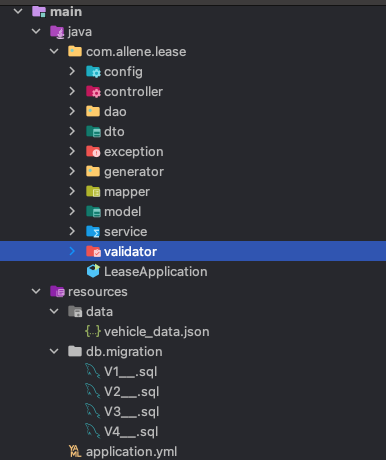 main
java
com.allene.lease
config
controller
dao
dto
exception
generator
mapper
model
service
validator
LeaseApplication
resources
data
vehicle_data.json
db.migration
V1__.sql
V2__.sql
V3__.sql
V4__.sql
application.yml